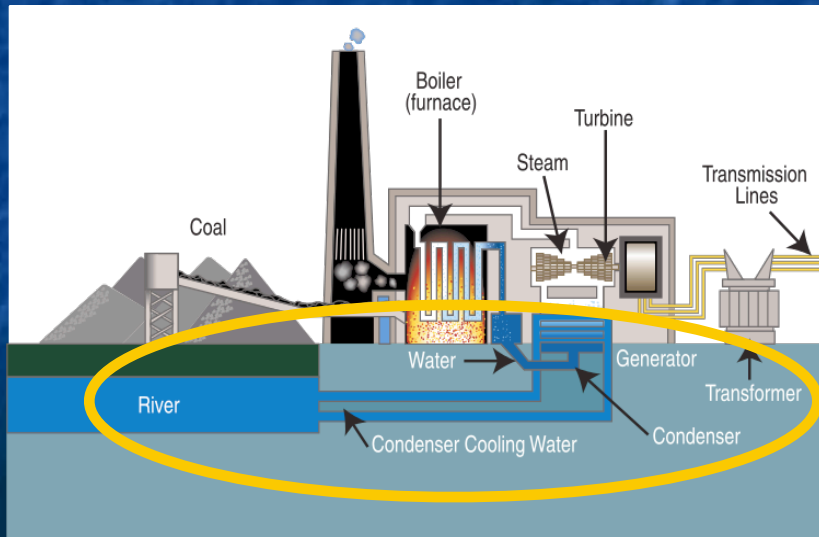 Boiler
(furnace)
Turbine
Steam
Transmission
Lines
Coal
Water
Generator
River
Transformer
Condenser
Condenser Cooling Water